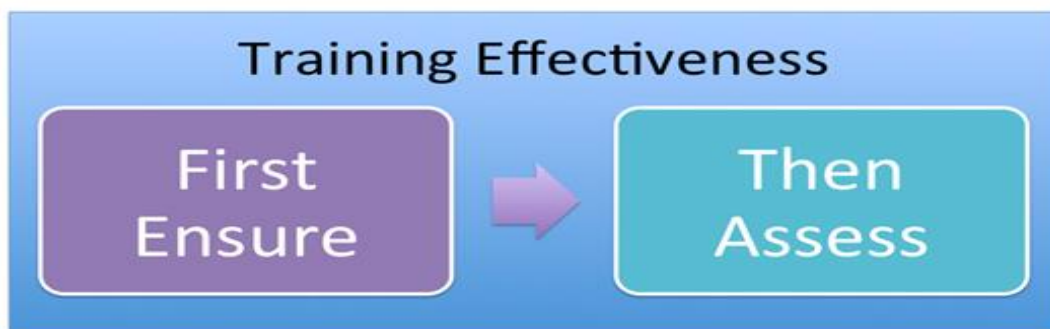 Training Effectiveness
First
Ensure
Then
Assess